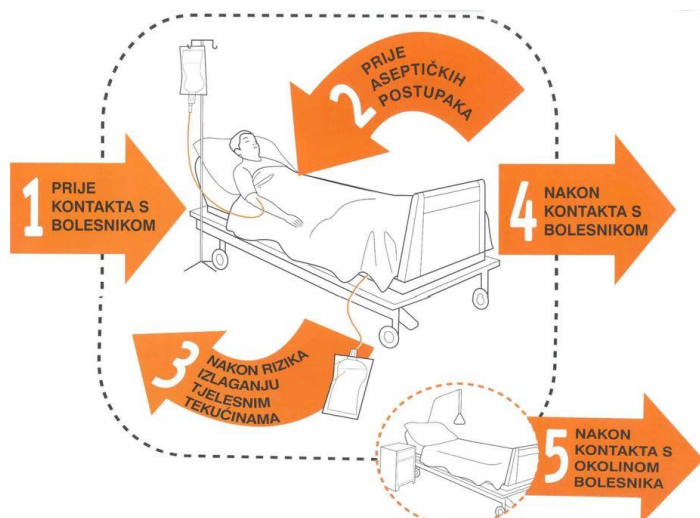 1
PRIJE
KONTAKTA S
BOLESNIKOM
2
PRIJE
ASEPTIČKIH
POSTUPAKA
3
NAKON RIZIKA
IZLAGANJU
TJELESNIM
TEKUĆINAMA
4
NAKON
KONTAKTA S
BOLESNIKOM
5
NAKON
KONTAKTA S
OKOLINOM
BOLESNIKA